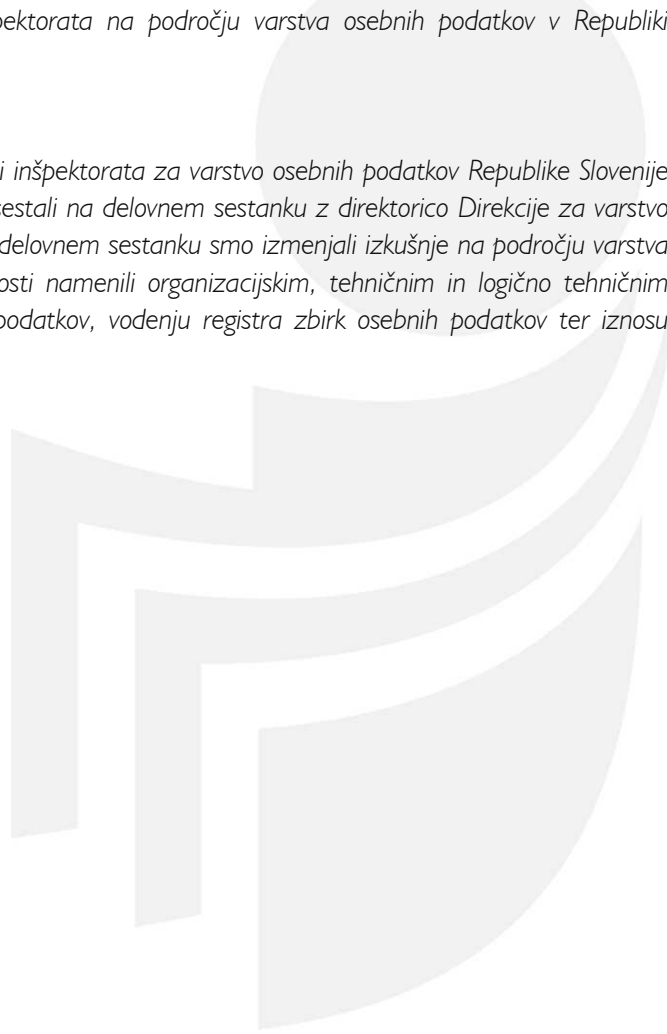 pektorata na področju varstva osebnih podatkov v Republiki
i inšpektorata za varstvo osebnih podatkov Republike Slovenije
sestali na delovnem sestanku z direktorico Direkcije za varstvo
delovnem sestanku smo izmenjali izkušnje na področju varstva
osti namenili organizacijskim, tehničnim in logično tehničnim
podatkov, vodenju registra zbirk osebnih podatkov ter iznosu